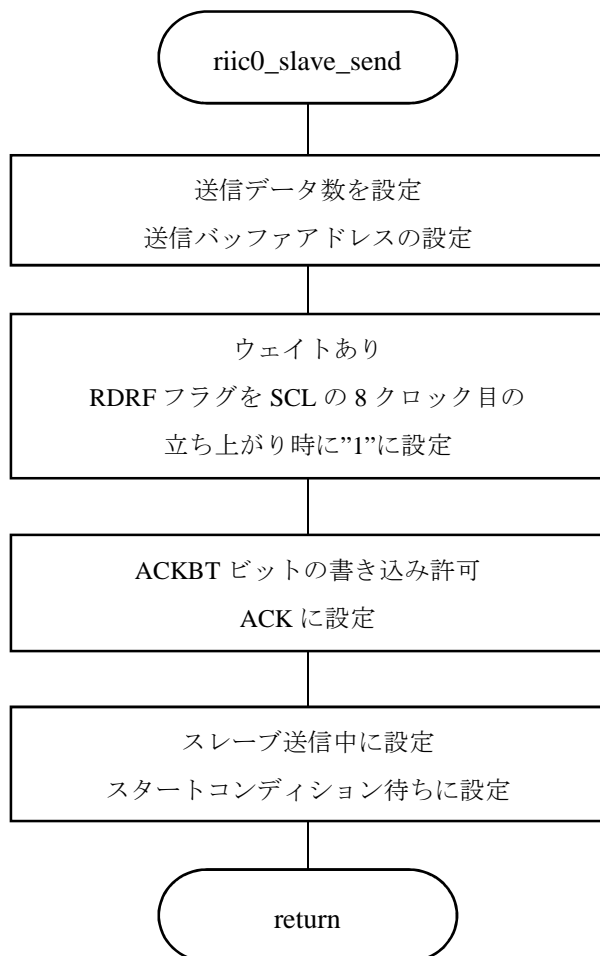 riic0_slave_send
送信データ数を設定
送信バッファアドレスの設定
ウェイトあり
RDRF フラグを SCL の 8 クロック目の
立ち上がり時に”1”に設定
ACKBT ビットの書き込み許可
ACK に設定
スレーブ送信中に設定
スタートコンディション待ちに設定
return